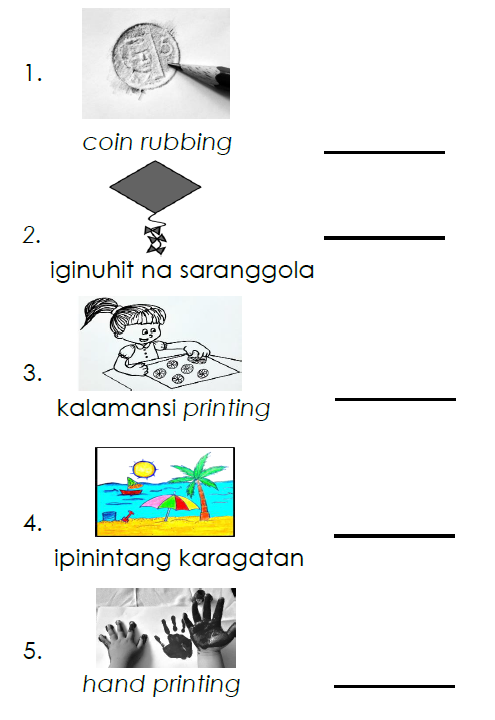 1.
coin rubbing
2.
iginuhit na saranggola
3.
kalamansi printing
4.
ipinintang karagatan
5.
hand printing